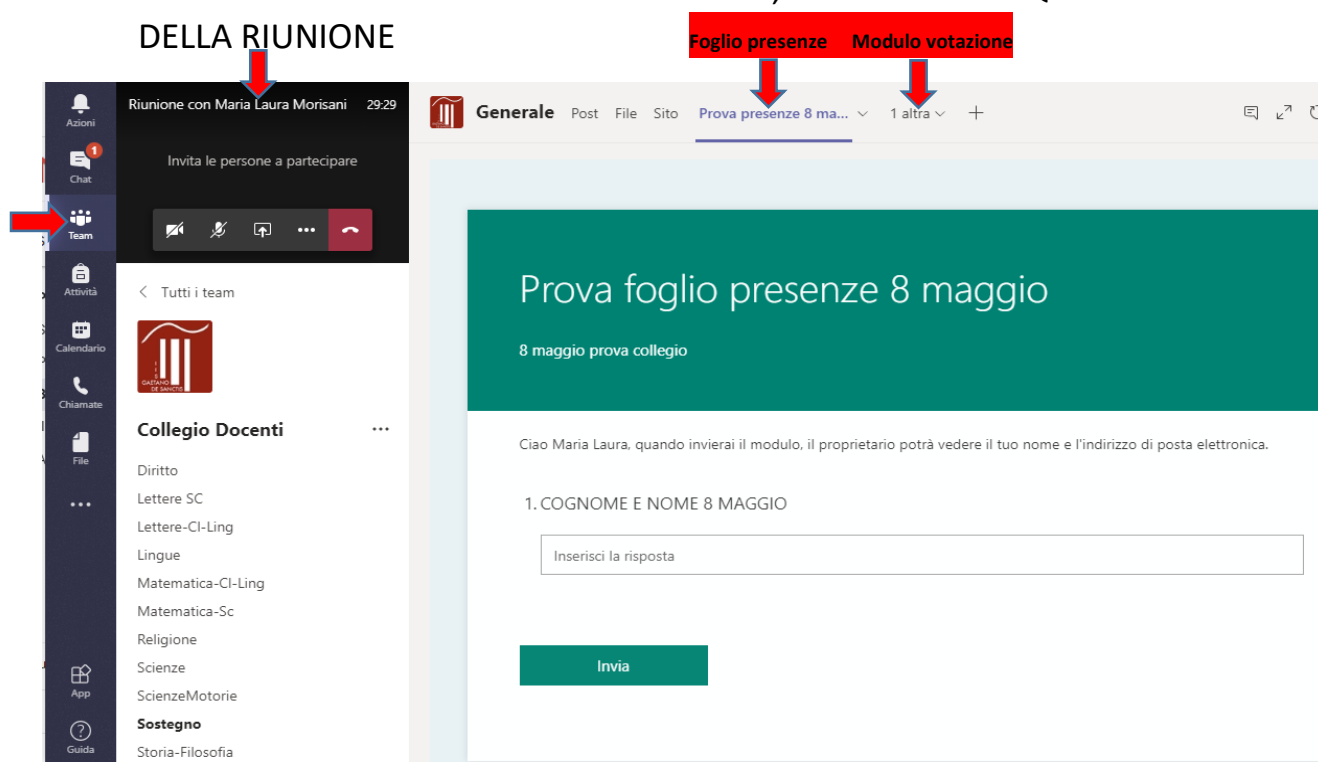 DELLA RIUNIONE
Foglio presenze Modulo votazione
Azioni
Chat
1
Team
Attività
Calendario
Chiamate
File
App
Guida
Riunione con Maria Laura Morisani 29:29
Invita le persone a partecipare
< Tutti i team
GAETANO
DE SANCTIS
Collegio Docenti ...
Diritto
Lettere SC
Lettere-Cl-Ling
Lingue
Matematica-Cl-Ling
Matematica-Sc
Religione
Scienze
ScienzeMotorie
Sostegno
Storia-Filosofia
Generale Post File Sito Prova presenze 8 ma... 1 altra +
Prova foglio presenze 8 maggio
8 maggio prova collegio
Ciao Maria Laura, quando invierai il modulo, il proprietario potrà vedere il tuo nome e l'indirizzo di posta elettronica.
1. COGNOME E NOME 8 MAGGIO
Inserisci la risposta
Invia